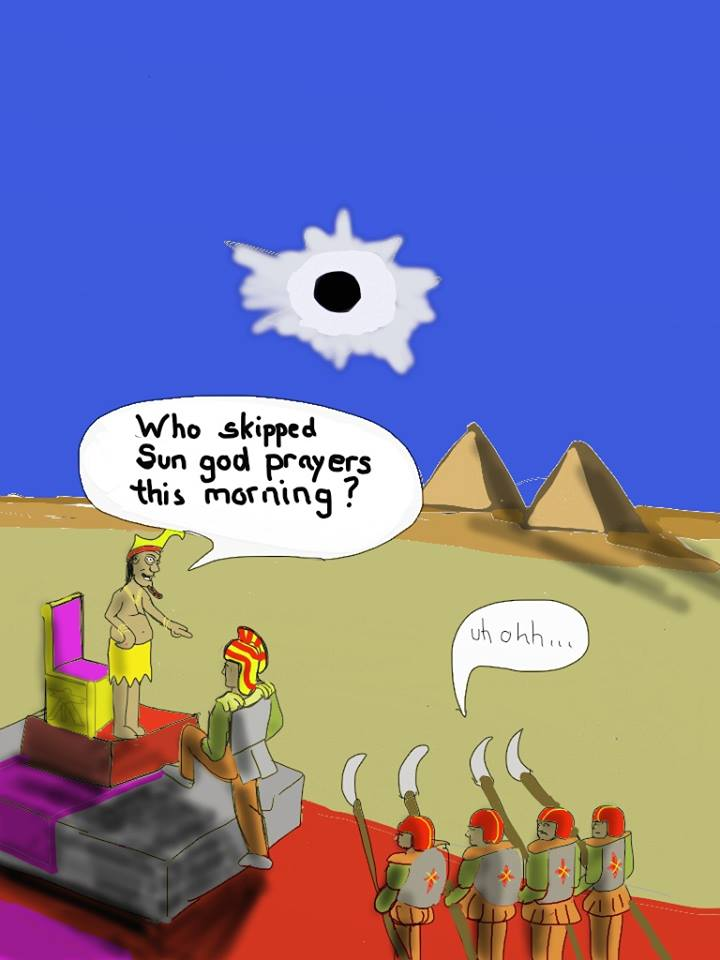 Who skipped
Sun god prayers
this morning?
uh ohh...